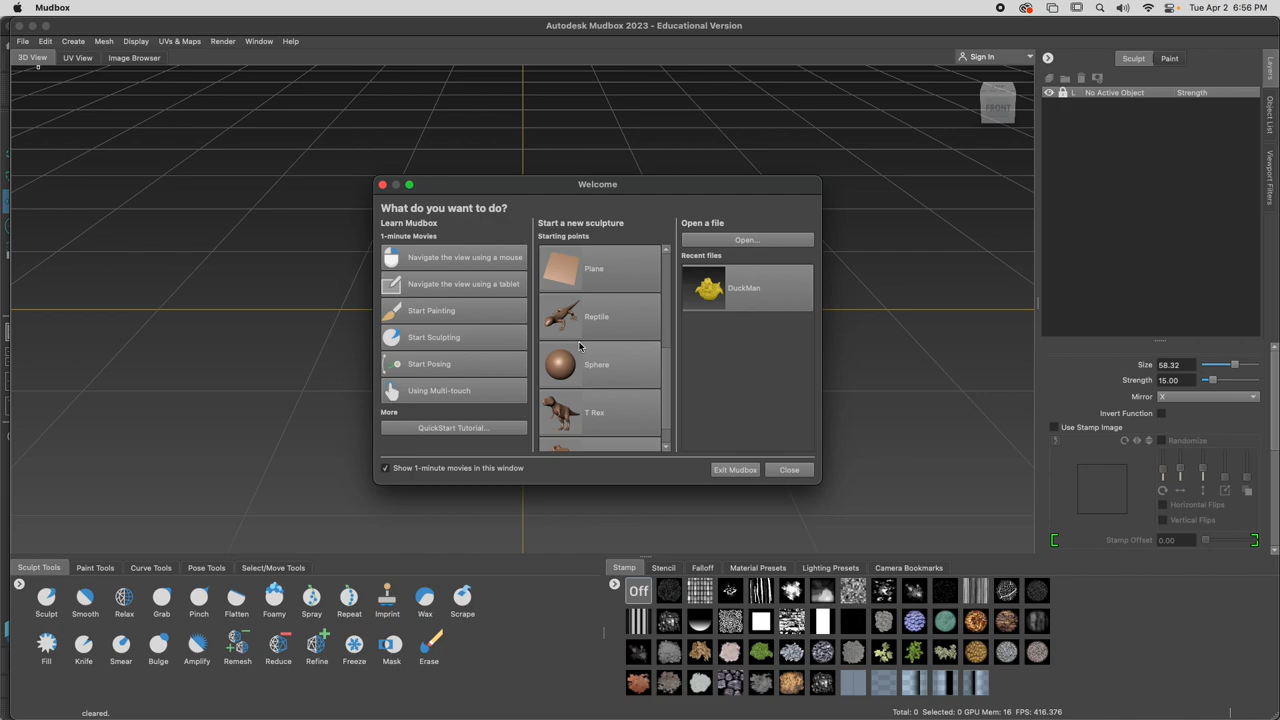 Mudbox
Tue Apr 2 6:56 PM
Autodesk Mudbox 2023 - Educational Version
File Edit Create Mesh Display UVs & Maps Render Window Help
3D View UV View Image Browser
Sign In
Sculpt Paint
L No Active Object Strength
Layers
Object List
Viewport Filters
FRONT
Welcome
What do you want to do?
Learn Mudbox
1-minute Movies
Navigate the view using a mouse
Navigate the view using a tablet
Start Painting
Start Sculpting
Start Posing
Using Multi-touch
More
QuickStart Tutorial...
Show 1-minute movies in this window
Start a new sculpture
Starting points
Plane
Reptile
Sphere
T Rex
Open a file
Open...
Recent files
DuckMan
Exit Mudbox Close
Size 58.32
Strength 15.00
Mirror X
Invert Function
Use Stamp Image
Randomize
Horizontal Flips
Vertical Flips
Stamp Offset 0.00
Sculpt Tools Paint Tools Curve Tools Pose Tools Select/Move Tools
Sculpt Smooth Relax Grab Pinch Flatten Foamy Spray Repeat Imprint Wax Scrape
Fill Knife Smear Bulge Amplify Remesh Reduce Refine Freeze Mask Erase
Stamp Stencil Falloff Material Presets Lighting Presets Camera Bookmarks
Off
cleared.
Total: 0 Selected: 0 GPU Mem: 16 FPS: 416.376